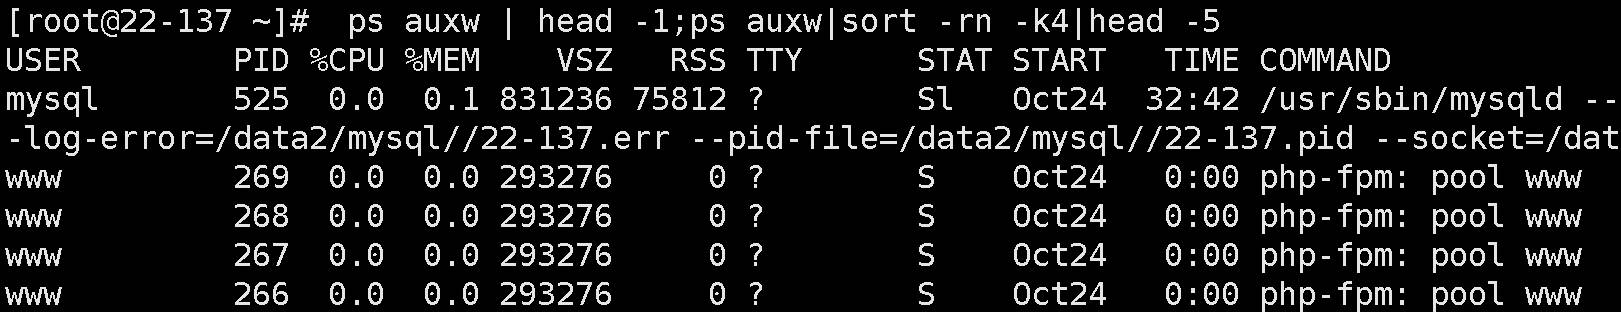 [root@22-137 ~]#  ps auxw | head -1;ps auxw|sort -rn -k4|head -5
USER        PID %CPU %MEM    VSZ   RSS TTY      STAT START   TIME COMMAND
mysql       525  0.0  0.1 831236 75812 ?        Sl   Oct24  32:42 /usr/sbin/mysqld --
-log-error=/data2/mysql//22-137.err --pid-file=/data2/mysql//22-137.pid --socket=/dat
www         269  0.0  0.0 293276     0 ?        S    Oct24   0:00 php-fpm: pool www
www         268  0.0  0.0 293276     0 ?        S    Oct24   0:00 php-fpm: pool www
www         267  0.0  0.0 293276     0 ?        S    Oct24   0:00 php-fpm: pool www
www         266  0.0  0.0 293276     0 ?        S    Oct24   0:00 php-fpm: pool www